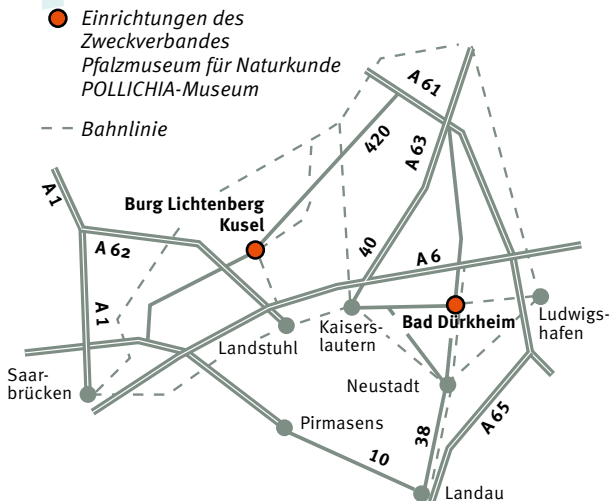 Einrichtungen des
Zweckverbandes
Pfalzmuseum für Naturkunde
POLLICHIA-Museum
Bahnlinie
A 61
420
A 63
A 1
Burg Lichtenberg
Kusel
A 62
40
A 6
A 1
Kaisers-
lautern
Bad Dürkheim
Ludwigs-
hafen
Landstuhl
Saar-
brücken
Neustadt
Pirmasens
38
A 65
10
Landau